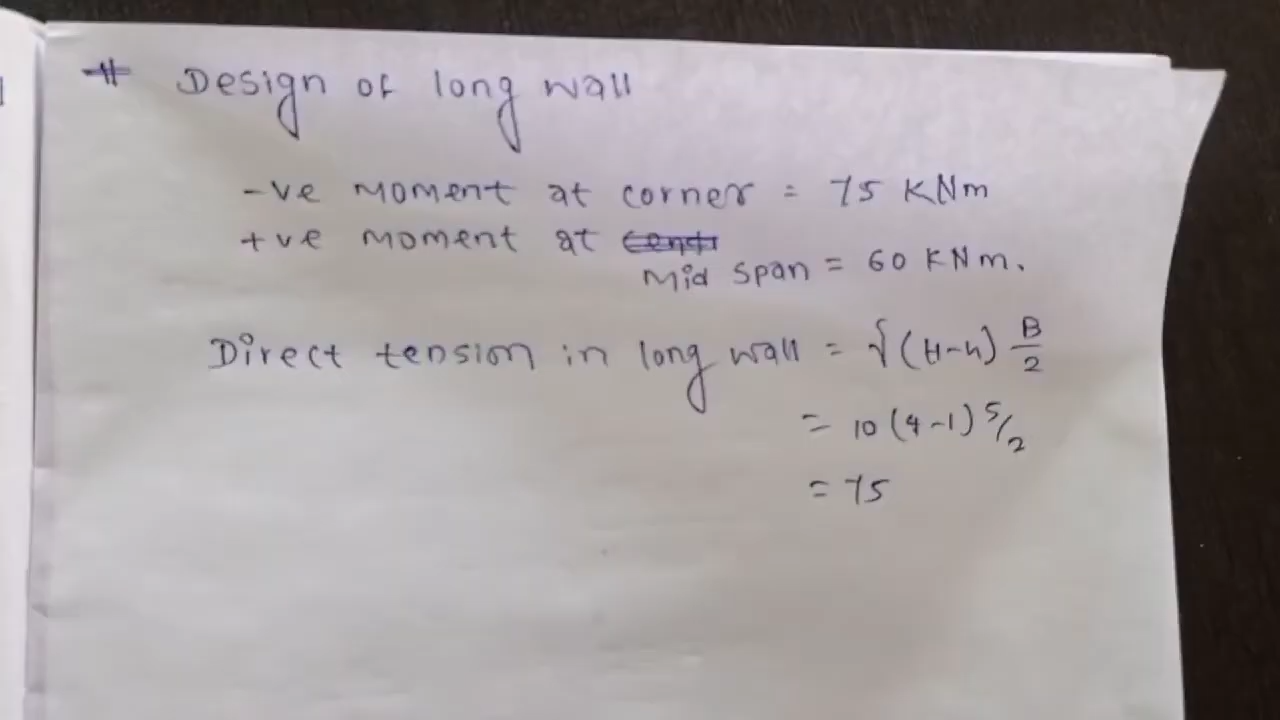 # Design of long wall
-ve moment at corner = 75 KNm
+ve moment at
Mid span = 60 KNm.
Direct tension in long wall = γ(H-h) B/2
= 10 (4-1) 5/2
= 75